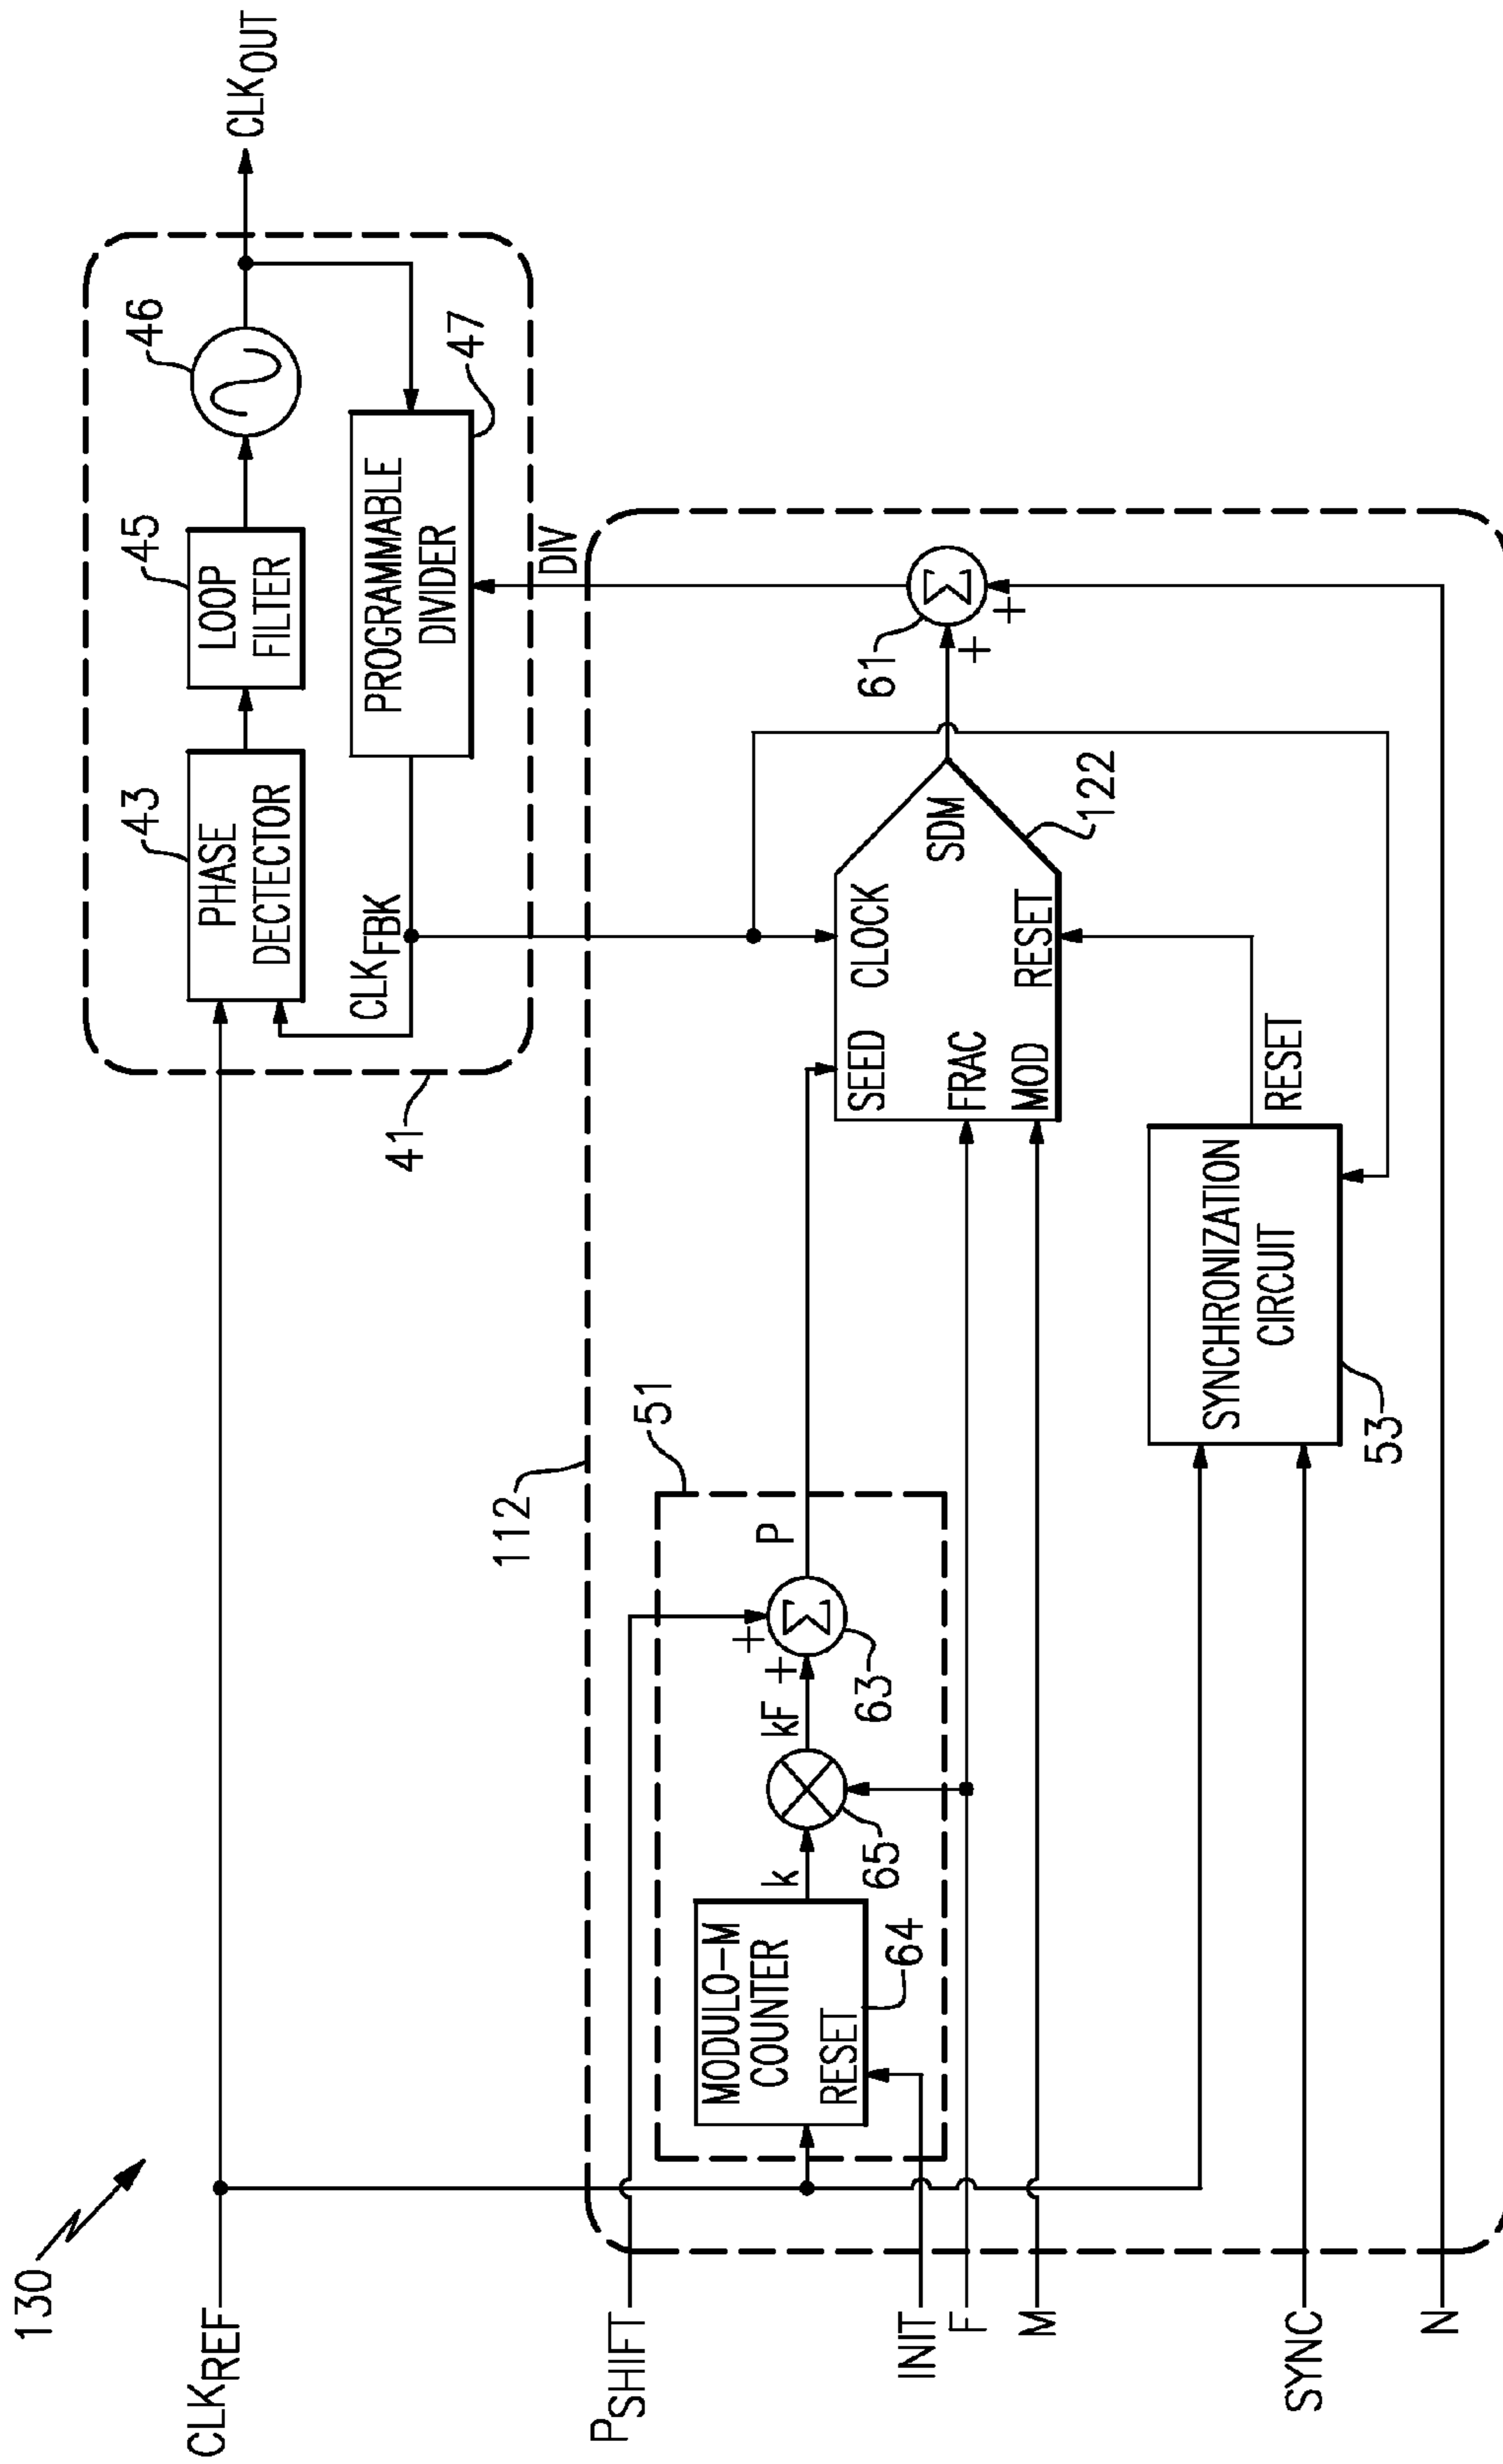 130
CLKREF
PSHIFT
INIT
F
M
SYNC
N
41
43
PHASE
DECTECTOR
45
LOOP
FILTER
46
CLKOUT
PROGRAMMABLE
DIVIDER
47
CLKFBK
DIV
112
51
MODULO-M
COUNTER
RESET
64
k
65
kF
+
+
Σ
63
P
SEED
CLOCK
FRAC
MOD
RESET
SDM
122
61
Σ
+
+
SYNCHRONIZATION
CIRCUIT
53
RESET